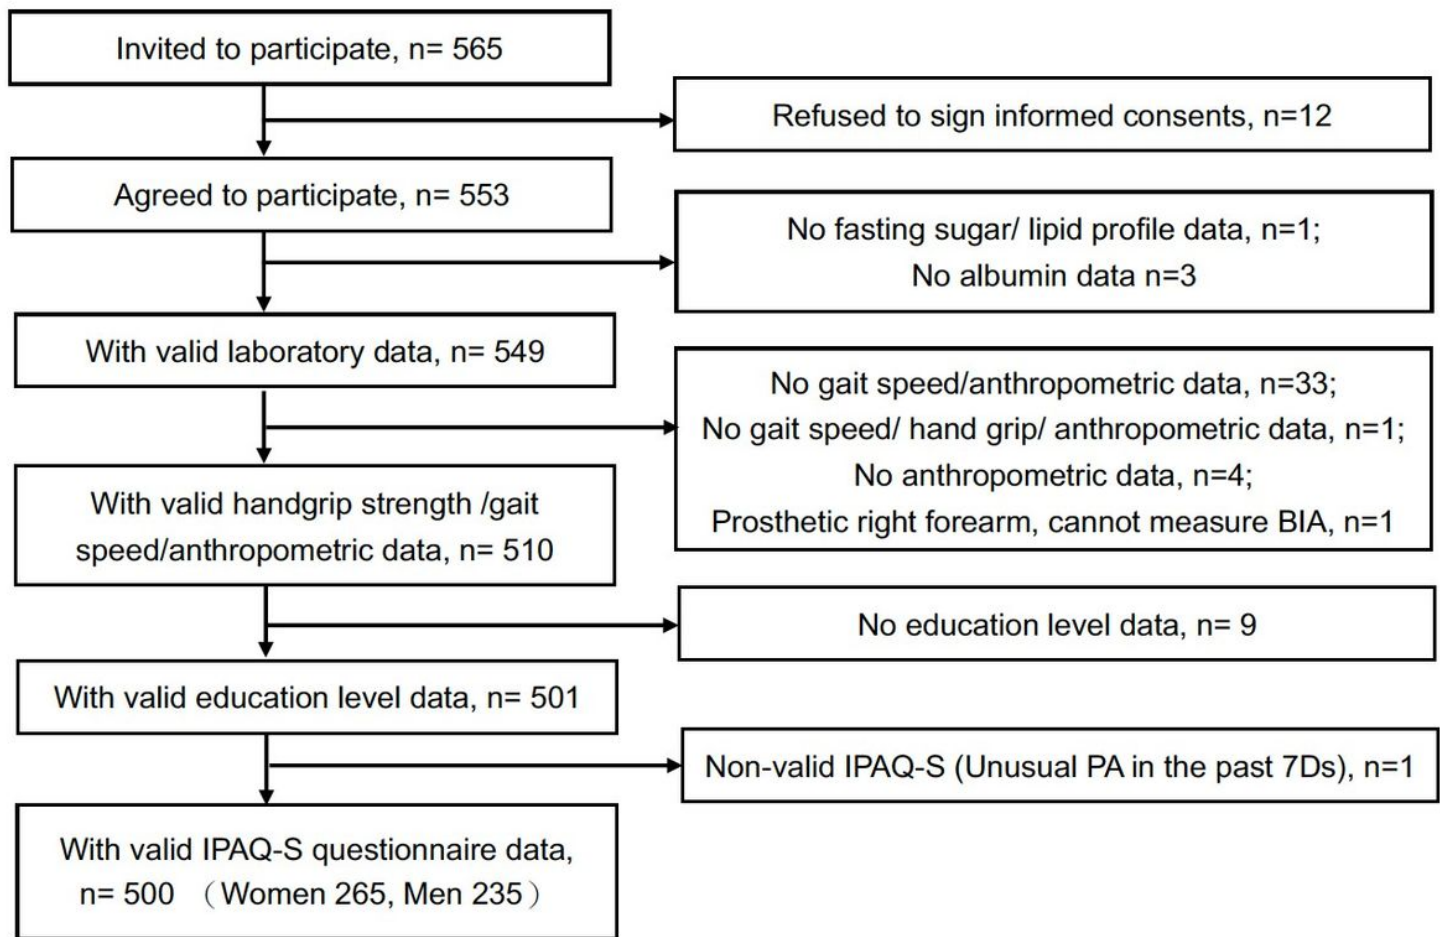 Invited to participate, n= 565
Refused to sign informed consents, n=12
Agreed to participate, n= 553
No fasting sugar/ lipid profile data, n=1;
No albumin data n=3
With valid laboratory data, n= 549
No gait speed/anthropometric data, n=33;
No gait speed/ hand grip/ anthropometric data, n=1;
No anthropometric data, n=4;
Prosthetic right forearm, cannot measure BIA, n=1
With valid handgrip strength /gait
speed/anthropometric data, n= 510
No education level data, n= 9
With valid education level data, n= 501
Non-valid IPAQ-S (Unusual PA in the past 7Ds), n=1
With valid IPAQ-S questionnaire data,
n= 500 （Women 265, Men 235）